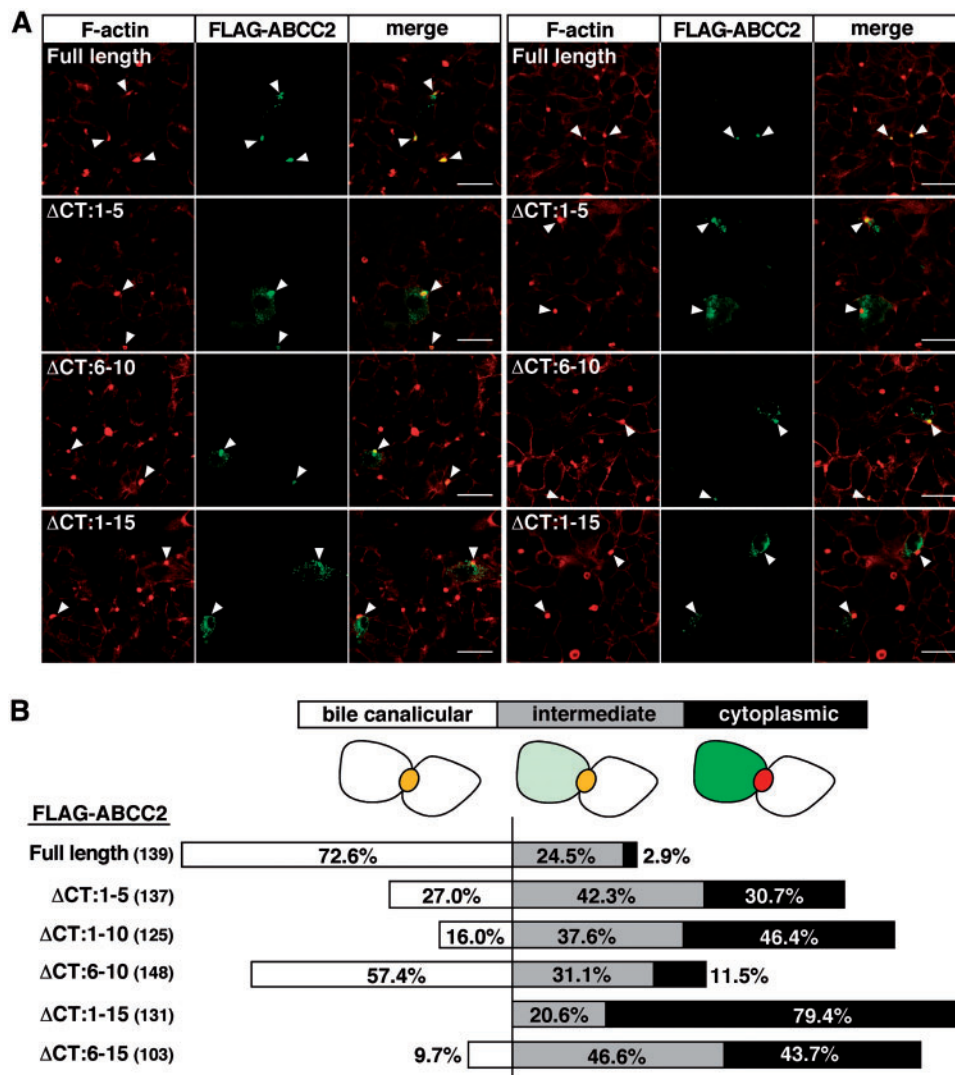 A
F-actin FLAG-ABCC2 merge F-actin FLAG-ABCC2 merge
Full length Full length
ΔCT:1-5 ΔCT:1-5
ΔCT:6-10 ΔCT:6-10
ΔCT:1-15 ΔCT:1-15
B
bile canalicular intermediate cytoplasmic
FLAG-ABCC2
Full length (139) 72.6% 24.5% 2.9%
ΔCT:1-5 (137) 27.0% 42.3% 30.7%
ΔCT:1-10 (125) 16.0% 37.6% 46.4%
ΔCT:6-10 (148) 57.4% 31.1% 11.5%
ΔCT:1-15 (131) 20.6% 79.4%
ΔCT:6-15 (103) 9.7% 46.6% 43.7%